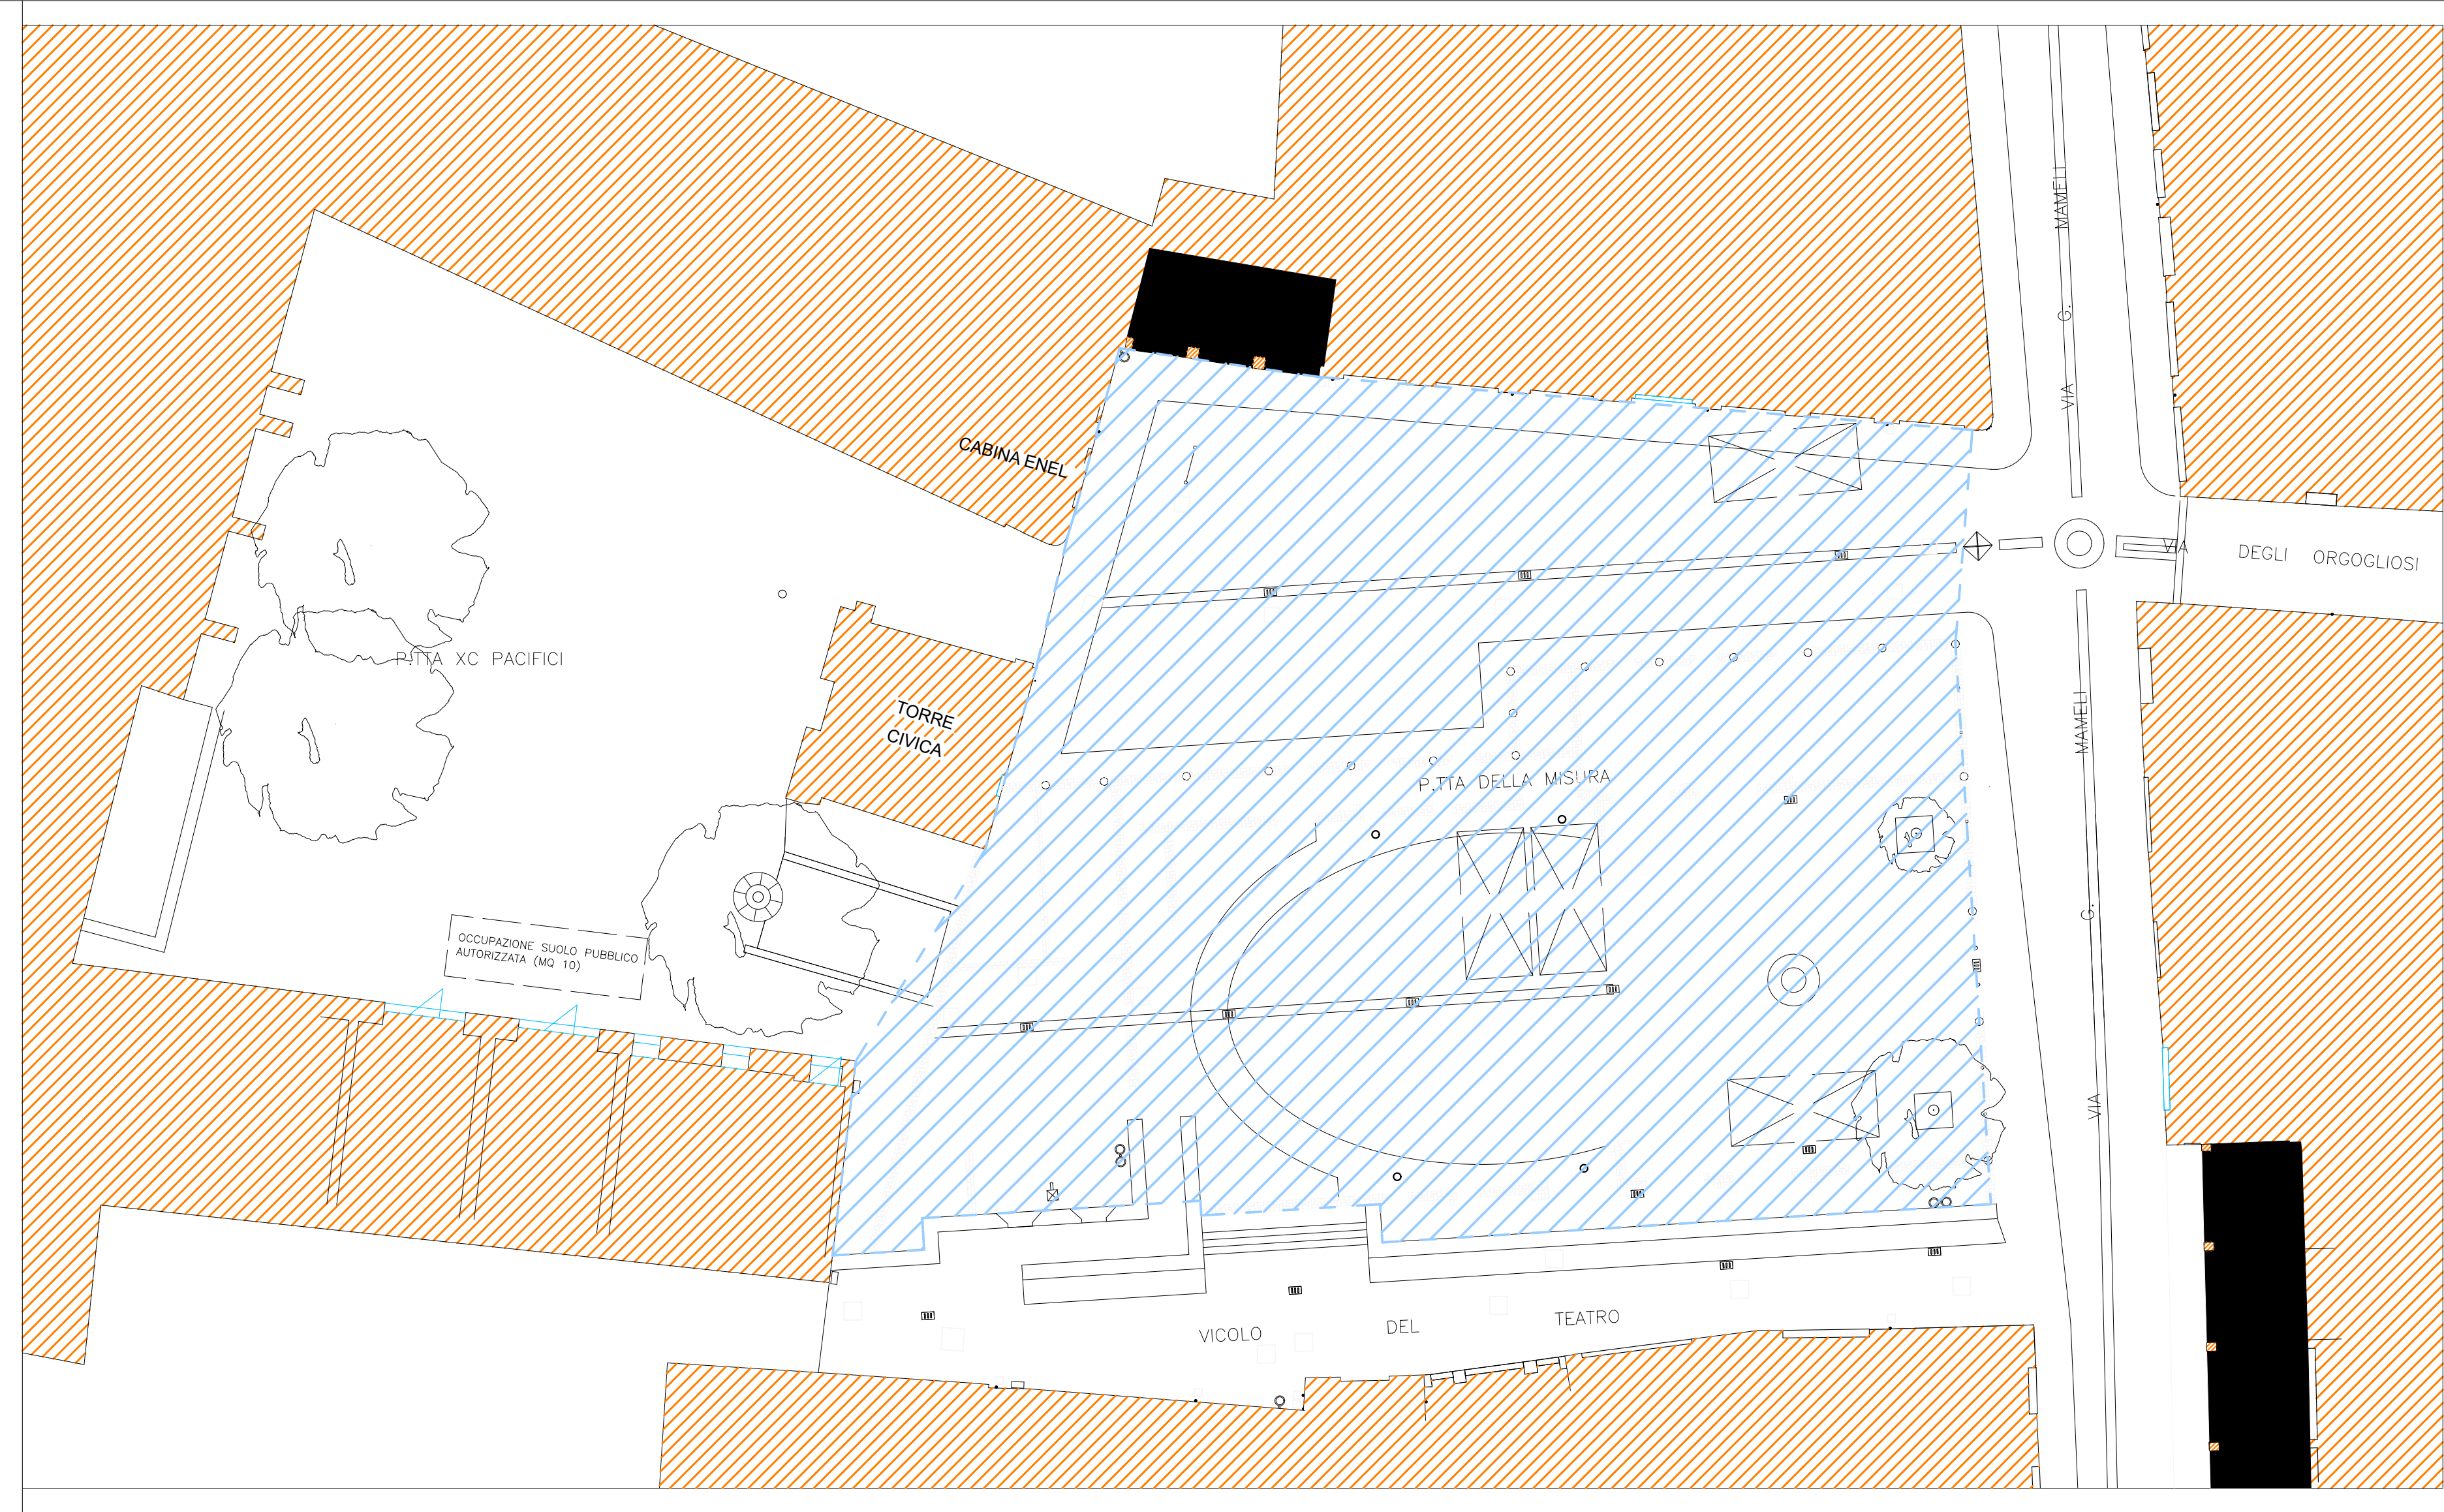 MAMELI
G.
VIA
CABINA ENEL
VIA DEGLI ORGOGLIOSI
P.TTA XC PACIFICI
TORRE
CIVICA
MAMELI
G.
VIA
P.TTA DELLA MISURA
OCCUPAZIONE SUOLO PUBBLICO
AUTORIZZATA (MQ 10)
VICOLO DEL TEATRO